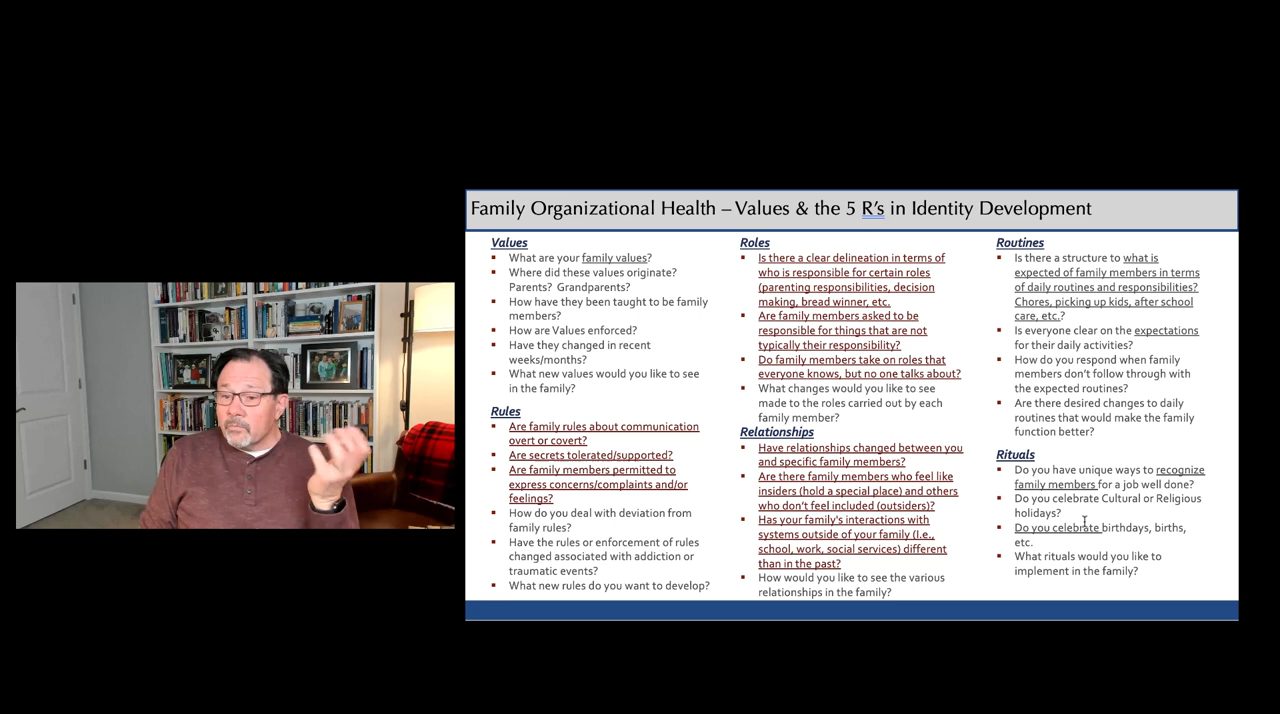 Family Organizational Health – Values & the 5 R's in Identity Development
Values
▪ What are your family values?
▪ Where did these values originate?
Parents? Grandparents?
▪ How have they been taught to be family
members?
▪ How are Values enforced?
▪ Have they changed in recent
weeks/months?
▪ What new values would you like to see
in the family?
Rules
▪ Are family rules about communication
overt or covert?
▪ Are secrets tolerated/supported?
▪ Are family members permitted to
express concerns/complaints and/or
feelings?
▪ How do you deal with deviation from
family rules?
▪ Have the rules or enforcement of rules
changed associated with addiction or
traumatic events?
▪ What new rules do you want to develop?
Roles
▪ Is there a clear delineation in terms of
who is responsible for certain roles
(parenting responsibilities, decision
making, bread winner, etc.
▪ Are family members asked to be
responsible for things that are not
typically their responsibility?
▪ Do family members take on roles that
everyone knows, but no one talks about?
▪ What changes would you like to see
made to the roles carried out by each
family member?
Relationships
▪ Have relationships changed between you
and specific family members?
▪ Are there family members who feel like
insiders (hold a special place) and others
who don't feel included (outsiders)?
▪ Has your family's interactions with
systems outside of your family (I.e.,
school, work, social services) different
than in the past?
▪ How would you like to see the various
relationships in the family?
Routines
▪ Is there a structure to what is
expected of family members in terms
of daily routines and responsibilities?
Chores, picking up kids, after school
care, etc.?
▪ Is everyone clear on the expectations
for their daily activities?
▪ How do you respond when family
members don't follow through with
the expected routines?
▪ Are there desired changes to daily
routines that would make the family
function better?
Rituals
▪ Do you have unique ways to recognize
family members for a job well done?
▪ Do you celebrate Cultural or Religious
holidays?
▪ Do you celebrate birthdays, births,
etc.
▪ What rituals would you like to
implement in the family?